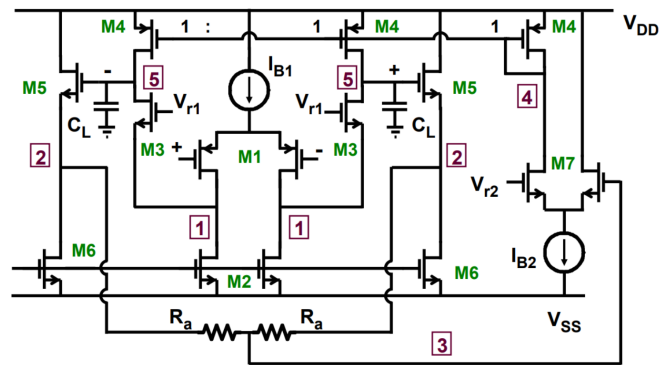 M4 1 : 1 M4 1 M4 V_DD
I_B1
- 5 5 +
M5 V_r1 V_r1 M5 4
C_L C_L
M3 + M1 - M3
2 2 M7
V_r2
1 1
M6 M2 M6 I_B2
R_a R_a V_SS
3